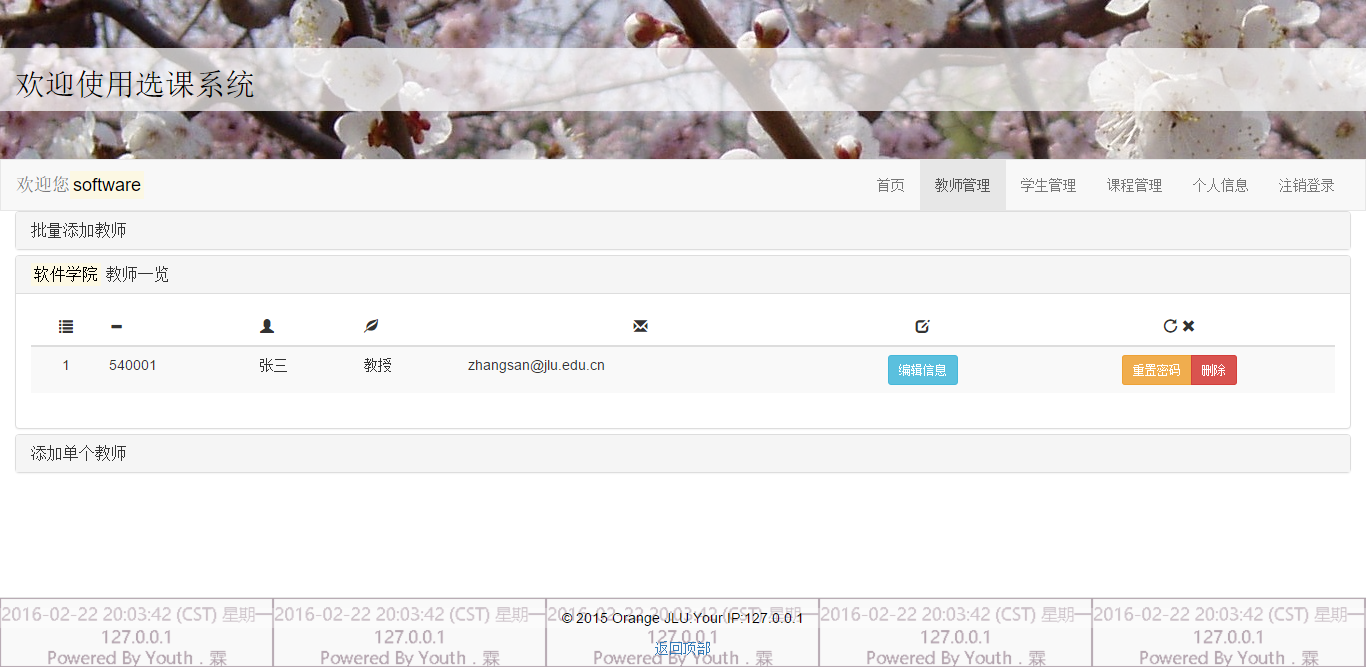 欢迎使用选课系统
欢迎您 software 首页 教师管理 学生管理 课程管理 个人信息 注销登录
批量添加教师
软件学院 教师一览
1 540001 张三 教授 zhangsan@jlu.edu.cn 编辑信息 重置密码 删除
添加单个教师
2016-02-22 20:03:42 (CST) 星期一 2016-02-22 20:03:42 (CST) 星期一 2016-02-22 20:03:42 (CST) 星期一 2016-02-22 20:03:42 (CST) 星期一 2016-02-22 20:03:42 (CST) 星期一
© 2015 Orange JLU.Your IP:127.0.0.1
127.0.0.1 127.0.0.1 127.0.0.1 127.0.0.1 127.0.0.1
返回顶部
Powered By Youth . 霖 Powered By Youth . 霖 Powered By Youth . 霖 Powered By Youth . 霖 Powered By Youth . 霖